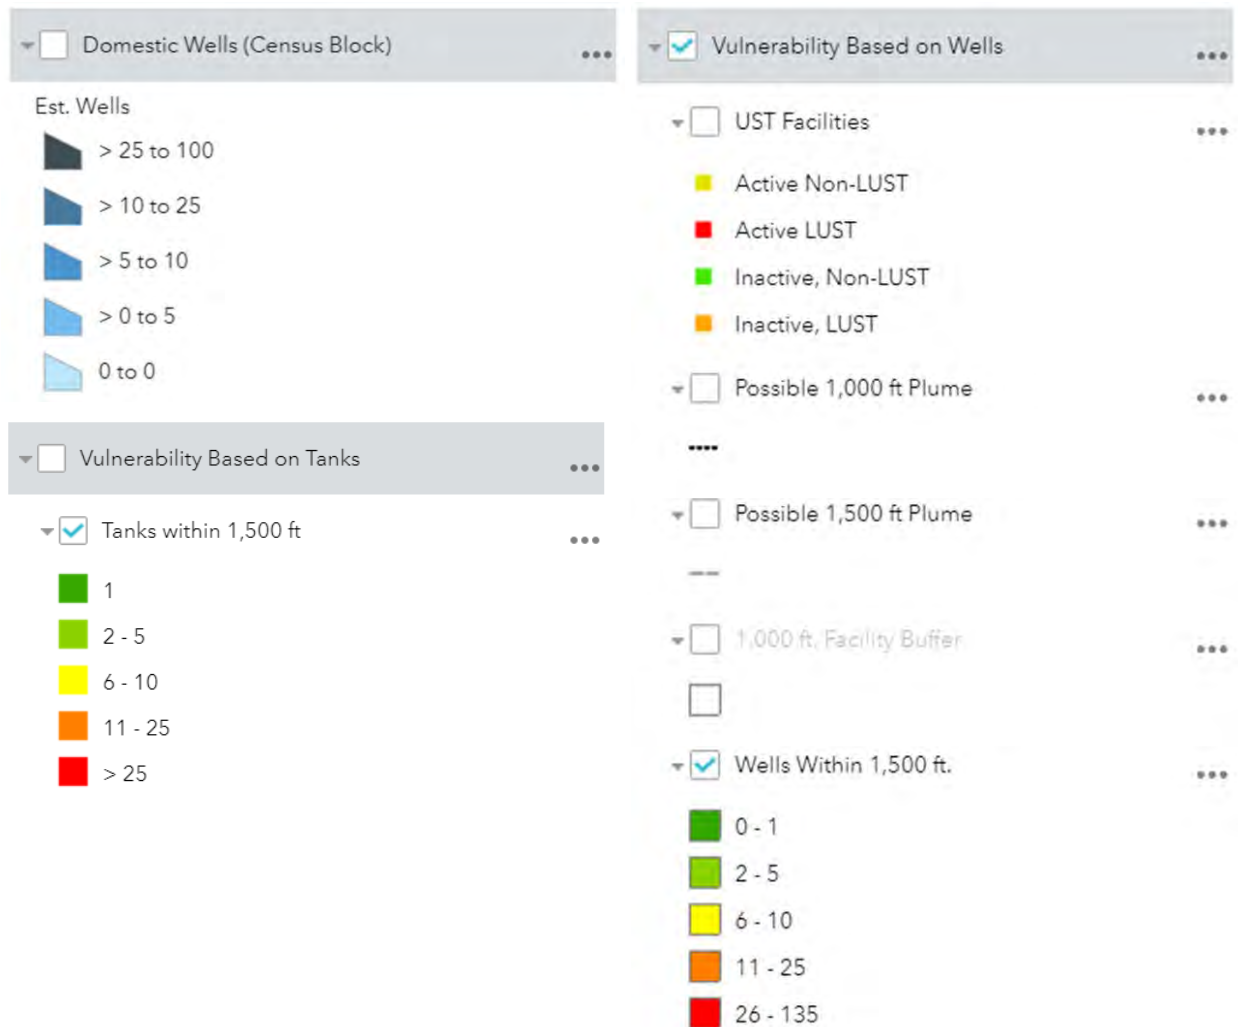 Domestic Wells (Census Block)
Est. Wells
> 25 to 100
> 10 to 25
> 5 to 10
> 0 to 5
0 to 0
Vulnerability Based on Tanks
Tanks within 1,500 ft
1
2 - 5
6 - 10
11 - 25
> 25
Vulnerability Based on Wells
UST Facilities
Active Non-LUST
Active LUST
Inactive, Non-LUST
Inactive, LUST
Possible 1,000 ft Plume
Possible 1,500 ft Plume
1,000 ft. Facility Buffer
Wells Within 1,500 ft.
0 - 1
2 - 5
6 - 10
11 - 25
26 - 135